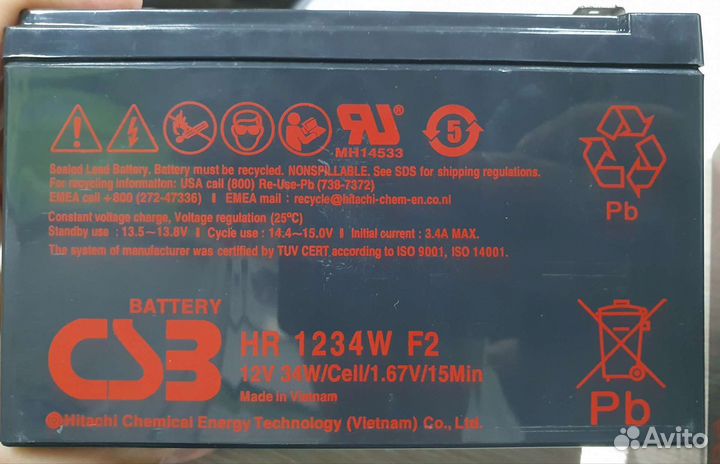 Pb
RU®
MH14533
5
Sealed Lead Battery. Battery must be recycled. NONSPILLABLE. See SDS for shipping regulations.
For recycling information: USA call (800) Re-Use-Pb (738-7372)
EMEA call +800 (272-47336) I EMEA mail : recycle@hitachi-chem-en.co.nl
Constant voltage charge, Voltage regulation (25ºC)
Standby use : 13.5~13.8V I Cycle use : 14.4~15.0V I Initial current : 3.4A MAX.
The system of manufacturer was certified by TUV CERT according to ISO 9001, ISO 14001.
Pb
BATTERY
CSB
HR 1234W F2
12V 34W/Cell/1.67V/15Min
Made in Vietnam
@Hitachi Chemical Energy Technology (Vietnam) Co., Ltd.
Pb
Avito